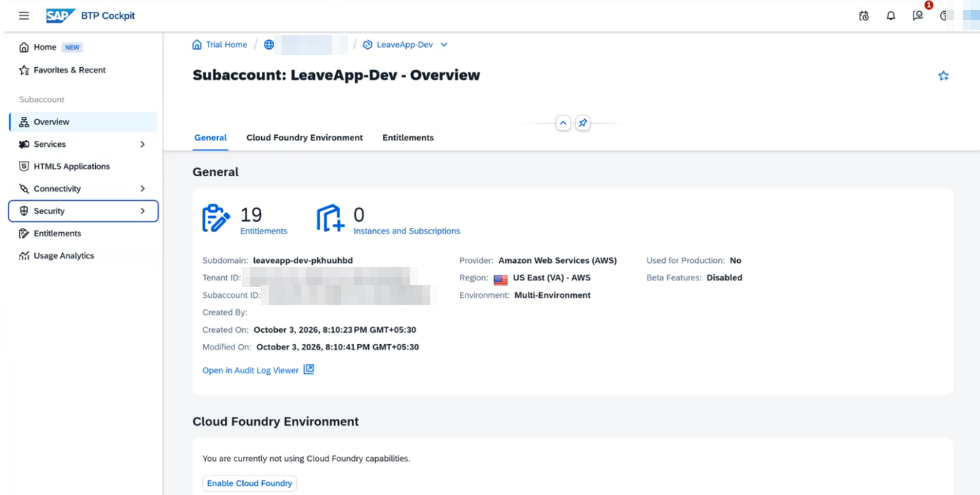 SAP BTP Cockpit
1
Home NEW
Favorites & Recent
Subaccount
Overview
Services
HTML5 Applications
Connectivity
Security
Entitlements
Usage Analytics
Trial Home / / LeaveApp-Dev
Subaccount: LeaveApp-Dev - Overview
General Cloud Foundry Environment Entitlements
General
19 Entitlements
0 Instances and Subscriptions
Subdomain: leaveapp-dev-pkhuuhbd
Tenant ID:
Subaccount ID:
Created By:
Created On: October 3, 2026, 8:10:23 PM GMT+05:30
Modified On: October 3, 2026, 8:10:41 PM GMT+05:30
Provider: Amazon Web Services (AWS)
Region: US East (VA) - AWS
Environment: Multi-Environment
Used for Production: No
Beta Features: Disabled
Open in Audit Log Viewer
Cloud Foundry Environment
You are currently not using Cloud Foundry capabilities.
Enable Cloud Foundry